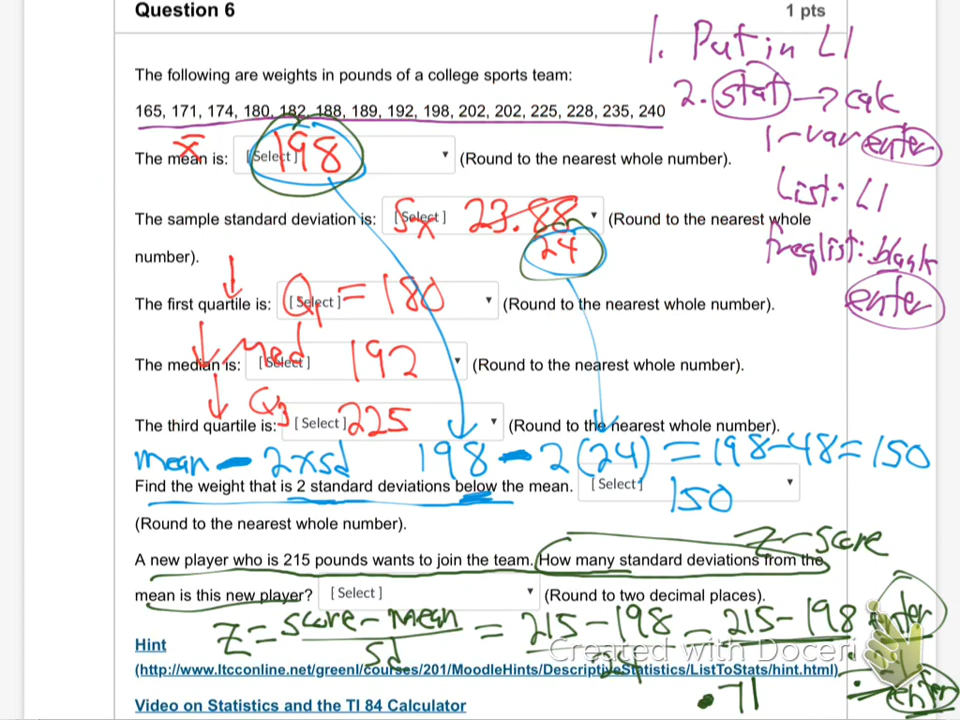 Question 6
1 pts
1. Put in L1
The following are weights in pounds of a college sports team:
2. Stat → calc
165, 171, 174, 180, 182, 188, 189, 192, 198, 202, 202, 225, 228, 235, 240
1-var enter
x̄
The mean is: [Select] 198 (Round to the nearest whole number).
List: L1
The sample standard deviation is: [Select] Sx 23.88 (Round to the nearest whole
24
number).
freqlist: blank
enter
The first quartile is: [ Select ] Q1 = 180 (Round to the nearest whole number).
The median is: [Select] Med 192 (Round to the nearest whole number).
The third quartile is: Q3 [ Select ] 225 (Round to the nearest whole number).
mean - 2xsd 198 - 2(24) = 198-48=150
Find the weight that is 2 standard deviations below the mean. [ Select ] 150
(Round to the nearest whole number).
z-score
A new player who is 215 pounds wants to join the team. How many standard deviations from the
mean is this new player? [ Select ] (Round to two decimal places).
z = score - mean / sd = 215-198 / 24 = 215-198 enter
Created with Doceri
Hint
(http://www.ltcconline.net/greenl/courses/201/MoodleHints/DescriptiveStatistics/ListToStats/hint.html)
enter
.71
Video on Statistics and the TI 84 Calculator